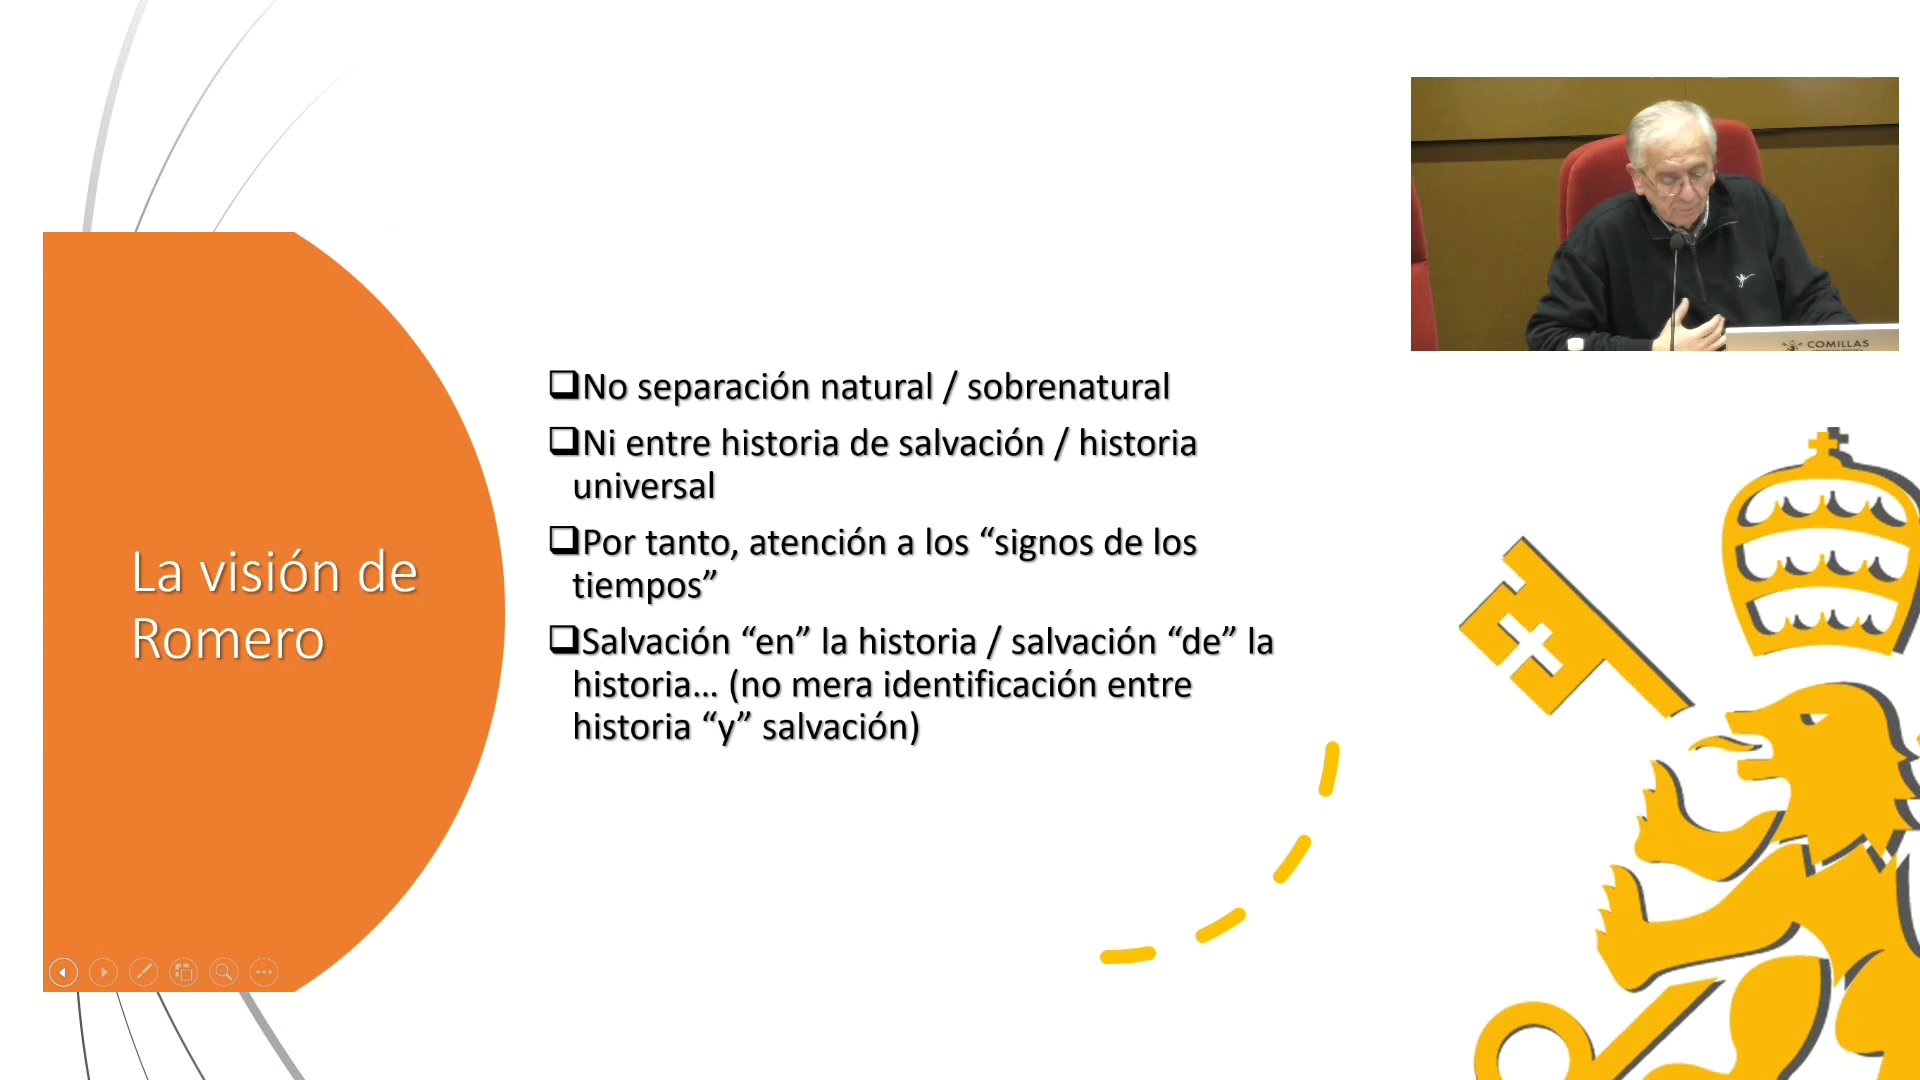 La visión de
Romero
❑No separación natural / sobrenatural
❑Ni entre historia de salvación / historia
universal
❑Por tanto, atención a los “signos de los
tiempos”
❑Salvación “en” la historia / salvación “de” la
historia... (no mera identificación entre
historia “y” salvación)
COMILLAS